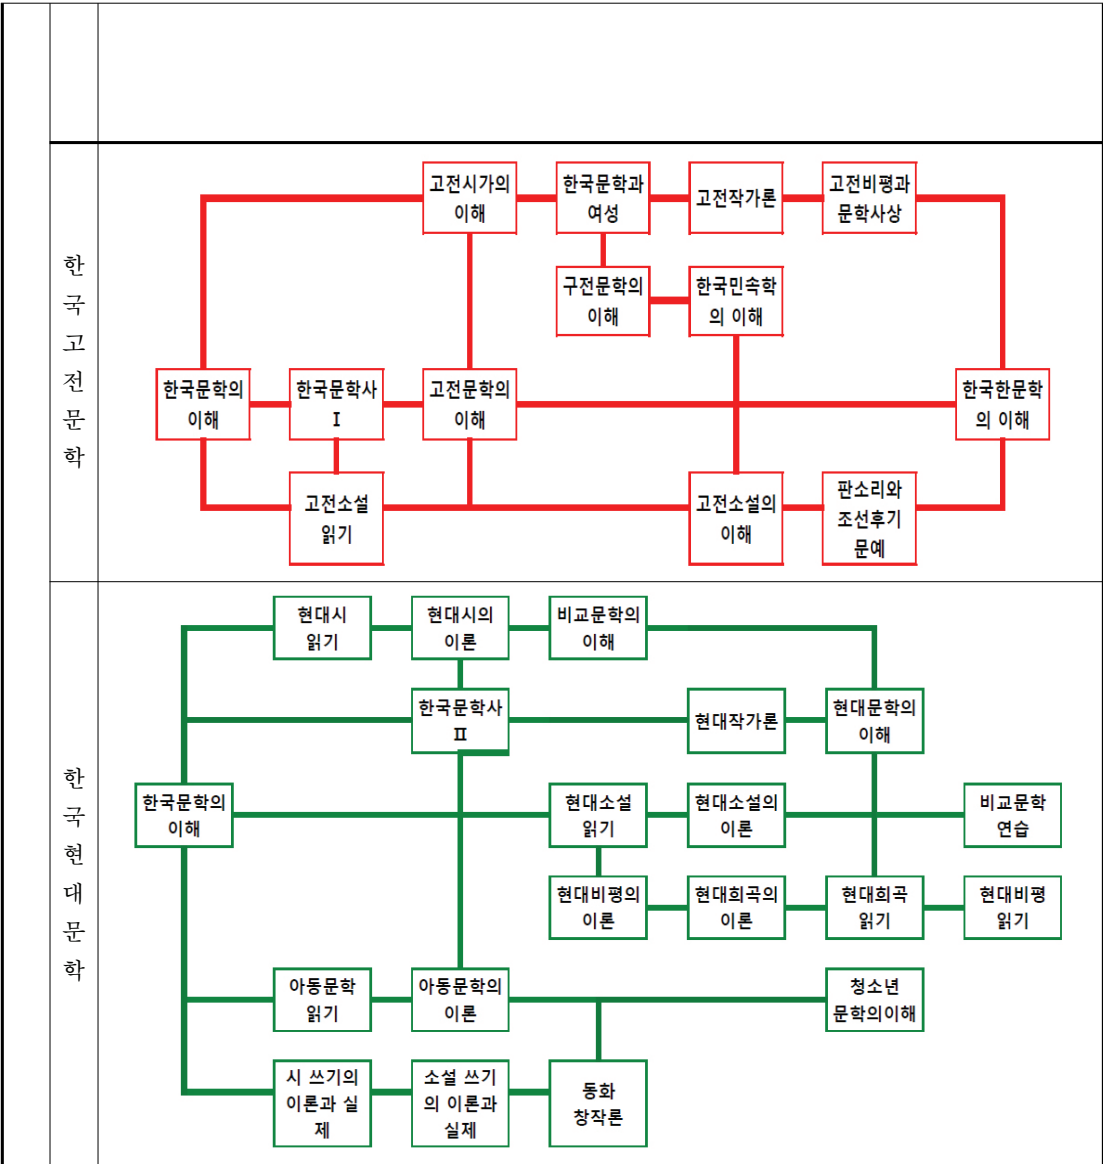 한
국
고
전
문
학
고전시가의
이해
한국문학과
여성
고전작가론
고전비평과
문학사상
구전문학의
이해
한국민속학
의 이해
한국문학의
이해
한국문학사
I
고전문학의
이해
한국한문학
의 이해
고전소설
읽기
고전소설의
이해
판소리와
조선후기
문예
한
국
현
대
문
학
현대시
읽기
현대시의
이론
비교문학의
이해
한국문학사
II
현대작가론
현대문학의
이해
한국문학의
이해
현대소설
읽기
현대소설의
이론
비교문학
연습
현대비평의
이론
현대희곡의
이론
현대희곡
읽기
현대비평
읽기
아동문학
읽기
아동문학의
이론
청소년
문학의이해
시 쓰기의
이론과 실
제
소설 쓰기
의 이론과
실제
동화
창작론